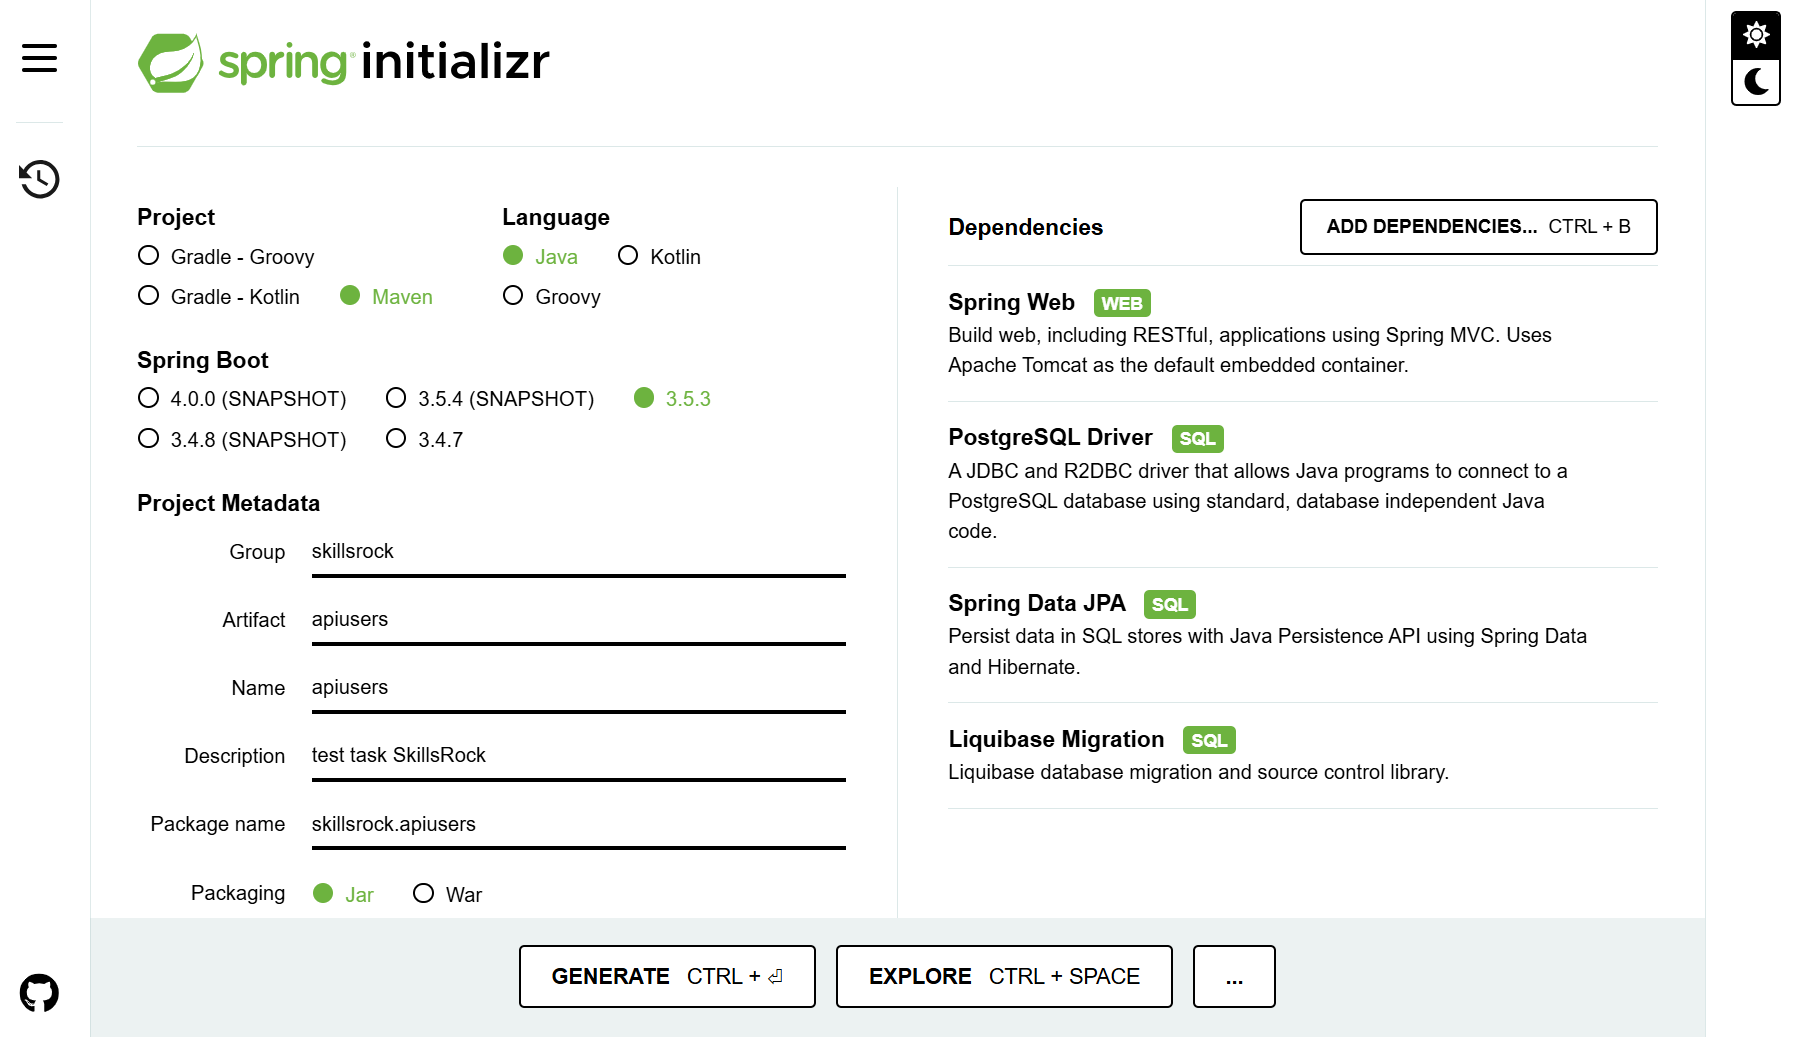 spring initializr
Project
Gradle - Groovy
Gradle - Kotlin Maven
Language
Java Kotlin
Groovy
Spring Boot
4.0.0 (SNAPSHOT) 3.5.4 (SNAPSHOT) 3.5.3
3.4.8 (SNAPSHOT) 3.4.7
Project Metadata
Group skillsrock
Artifact apiusers
Name apiusers
Description test task SkillsRock
Package name skillsrock.apiusers
Packaging Jar War
Dependencies
ADD DEPENDENCIES... CTRL + B
Spring Web WEB
Build web, including RESTful, applications using Spring MVC. Uses
Apache Tomcat as the default embedded container.
PostgreSQL Driver SQL
A JDBC and R2DBC driver that allows Java programs to connect to a
PostgreSQL database using standard, database independent Java
code.
Spring Data JPA SQL
Persist data in SQL stores with Java Persistence API using Spring Data
and Hibernate.
Liquibase Migration SQL
Liquibase database migration and source control library.
GENERATE CTRL + ⏎
EXPLORE CTRL + SPACE
...